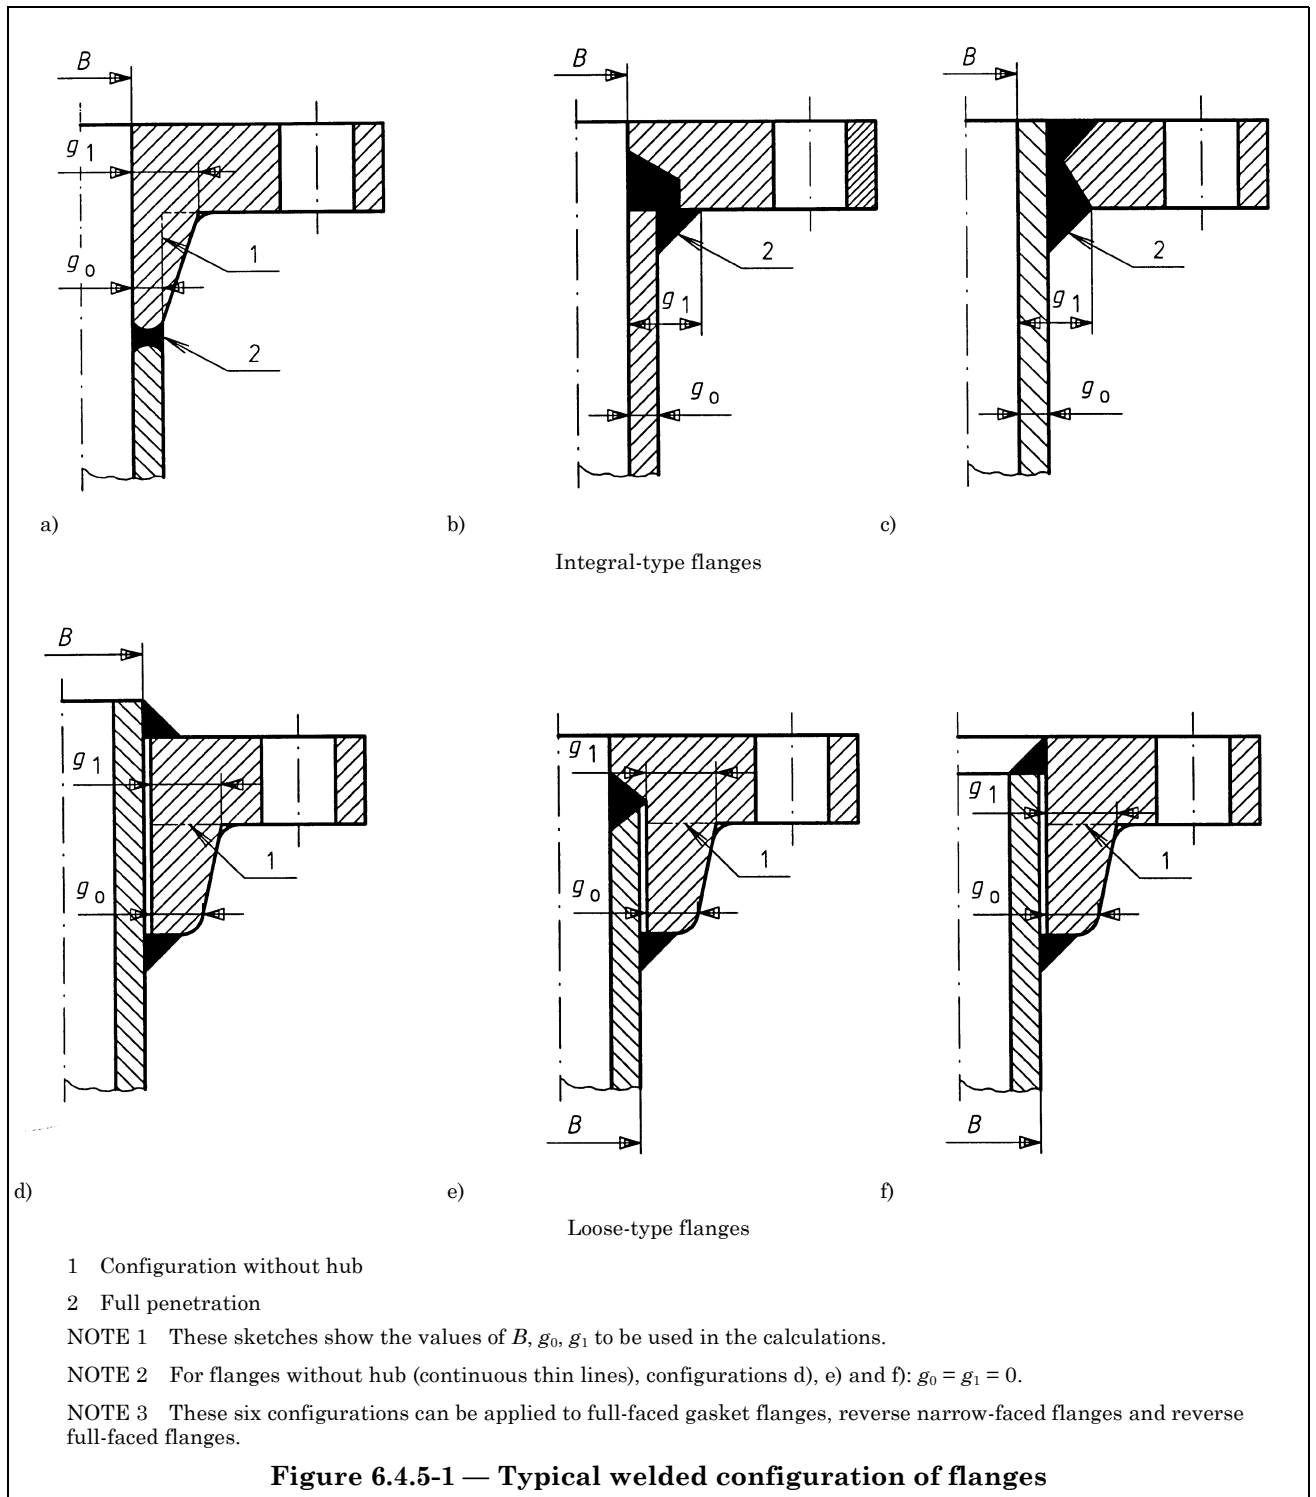 B
B
B
g1
1
g0
2
2
g1
g0
2
g1
g0
a)
b)
c)
Integral-type flanges
B
g1
1
g0
g1
1
g0
g1
1
g0
B
B
d)
e)
f)
Loose-type flanges
1 Configuration without hub
2 Full penetration
NOTE 1 These sketches show the values of B, g0, g1 to be used in the calculations.
NOTE 2 For flanges without hub (continuous thin lines), configurations d), e) and f): g0 = g1 = 0.
NOTE 3 These six configurations can be applied to full-faced gasket flanges, reverse narrow-faced flanges and reverse
full-faced flanges.
Figure 6.4.5-1 — Typical welded configuration of flanges